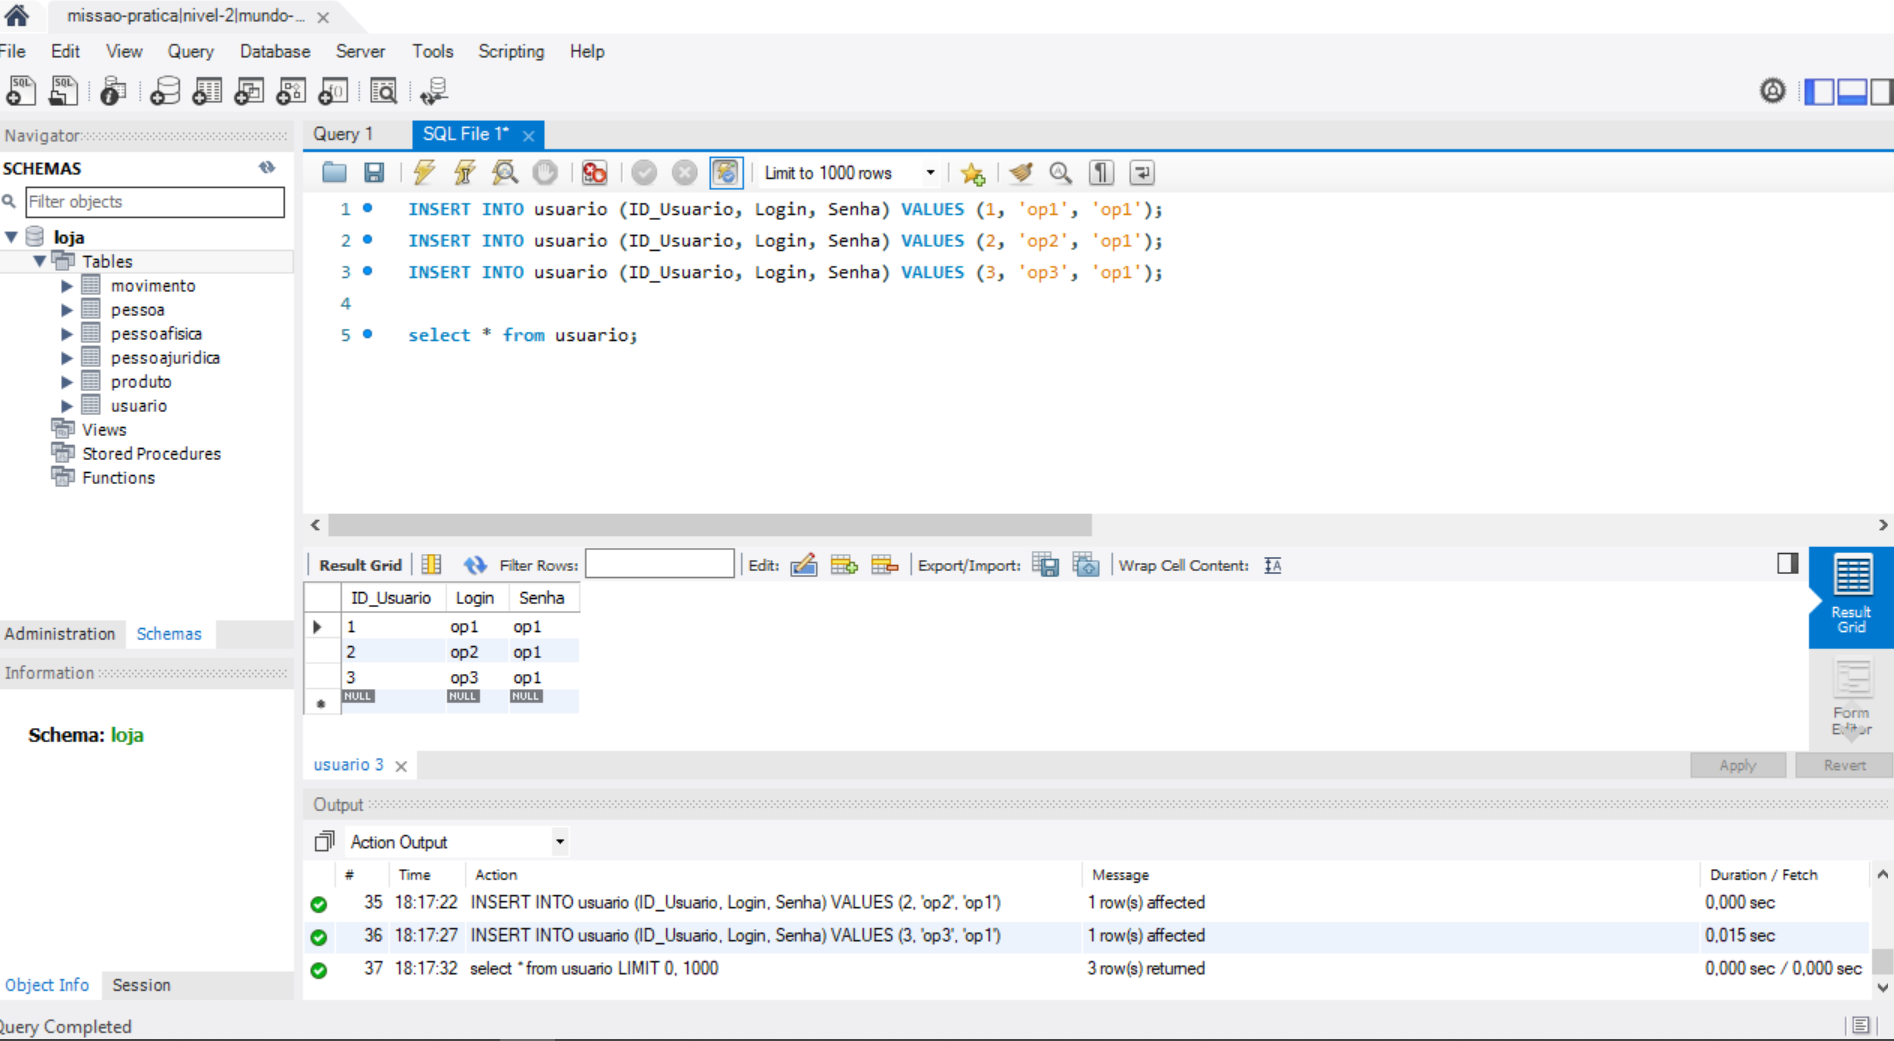 missao-pratica|nivel-2|mundo-...
File Edit View Query Database Server Tools Scripting Help
Navigator
SCHEMAS
Filter objects
loja
Tables
movimento
pessoa
pessoafisica
pessoajuridica
produto
usuario
Views
Stored Procedures
Functions
Administration Schemas
Information
Schema: loja
Object Info Session
Query 1 SQL File 1*
Limit to 1000 rows
1 INSERT INTO usuario (ID_Usuario, Login, Senha) VALUES (1, 'op1', 'op1');
2 INSERT INTO usuario (ID_Usuario, Login, Senha) VALUES (2, 'op2', 'op1');
3 INSERT INTO usuario (ID_Usuario, Login, Senha) VALUES (3, 'op3', 'op1');
4
5 select * from usuario;
Result Grid Filter Rows: Edit: Export/Import: Wrap Cell Content:
ID_Usuario Login Senha
1 op1 op1
2 op2 op1
3 op3 op1
NULL NULL NULL
Result
Grid
Form
Editor
usuario 3 Apply Revert
Output
Action Output
# Time Action Message Duration / Fetch
35 18:17:22 INSERT INTO usuario (ID_Usuario, Login, Senha) VALUES (2, 'op2', 'op1') 1 row(s) affected 0,000 sec
36 18:17:27 INSERT INTO usuario (ID_Usuario, Login, Senha) VALUES (3, 'op3', 'op1') 1 row(s) affected 0,015 sec
37 18:17:32 select * from usuario LIMIT 0, 1000 3 row(s) returned 0,000 sec / 0,000 sec
Query Completed